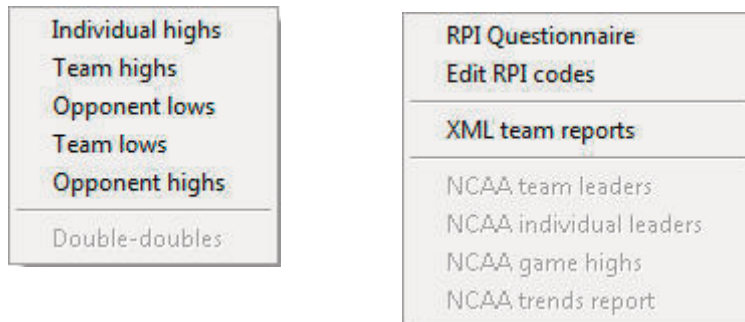 Individual highs
Team highs
Opponent lows
Team lows
Opponent highs
Double-doubles
RPI Questionnaire
Edit RPI codes
XML team reports
NCAA team leaders
NCAA individual leaders
NCAA game highs
NCAA trends report